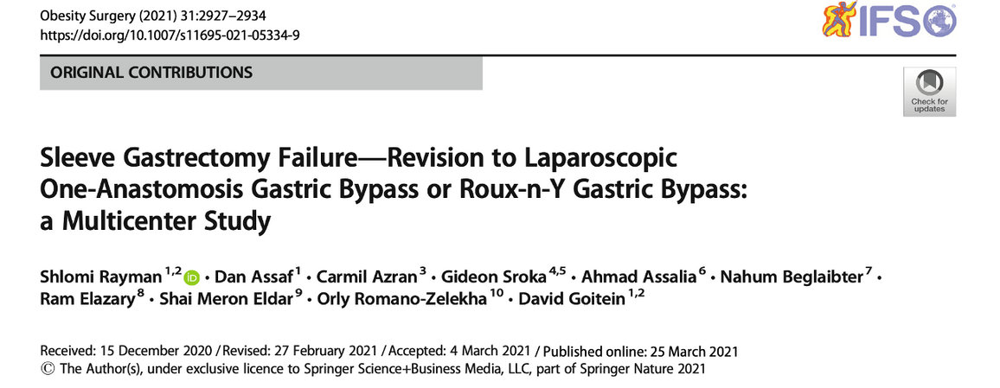 Obesity Surgery (2021) 31:2927–2934
https://doi.org/10.1007/s11695-021-05334-9
IFSO
ORIGINAL CONTRIBUTIONS
Check for
updates
Sleeve Gastrectomy Failure—Revision to Laparoscopic
One-Anastomosis Gastric Bypass or Roux-n-Y Gastric Bypass:
a Multicenter Study
Shlomi Rayman 1,2 iD · Dan Assaf 1 · Carmil Azran 3 · Gideon Sroka 4,5 · Ahmad Assalia 6 · Nahum Beglaibter 7 ·
Ram Elazary 8 · Shai Meron Eldar 9 · Orly Romano-Zelekha 10 · David Goitein 1,2
Received: 15 December 2020 / Revised: 27 February 2021 / Accepted: 4 March 2021 / Published online: 25 March 2021
© The Author(s), under exclusive licence to Springer Science+Business Media, LLC, part of Springer Nature 2021